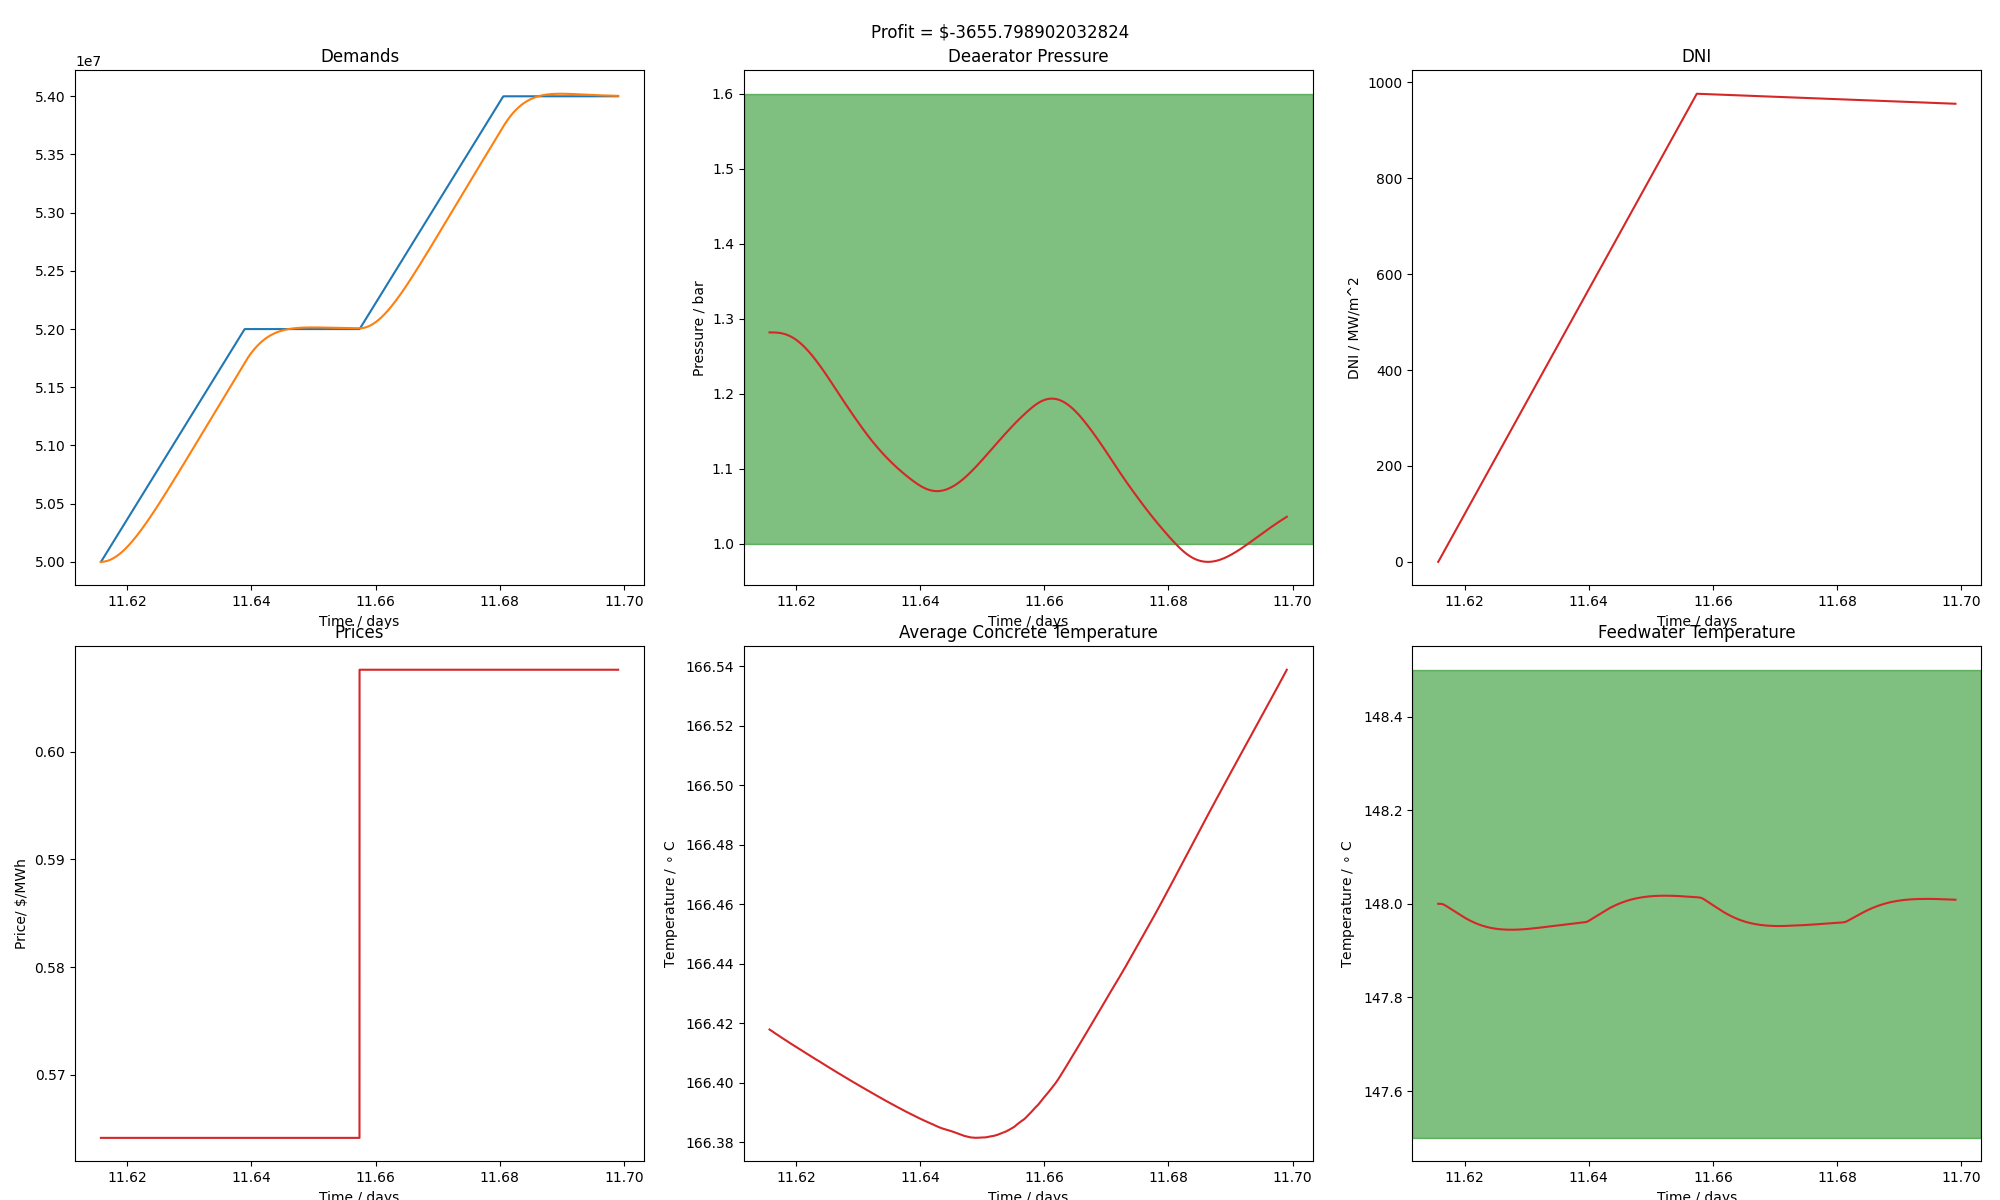 Profit = $-3655.798902032824
Demands
1e7
5.40
5.35
5.30
5.25
5.20
5.15
5.10
5.05
5.00
11.62 11.64 11.66 11.68 11.70
Time / days
Deaerator Pressure
Pressure / bar
1.6
1.5
1.4
1.3
1.2
1.1
1.0
11.62 11.64 11.66 11.68 11.70
Time / days
DNI
DNI / MW/m^2
1000
800
600
400
200
0
11.62 11.64 11.66 11.68 11.70
Time / days
Prices
Price/ $/MWh
0.60
0.59
0.58
0.57
11.62 11.64 11.66 11.68 11.70
Time / days
Average Concrete Temperature
Temperature / ∘ C
166.54
166.52
166.50
166.48
166.46
166.44
166.42
166.40
166.38
11.62 11.64 11.66 11.68 11.70
Time / days
Feedwater Temperature
Temperature / ∘ C
148.4
148.2
148.0
147.8
147.6
11.62 11.64 11.66 11.68 11.70
Time / days